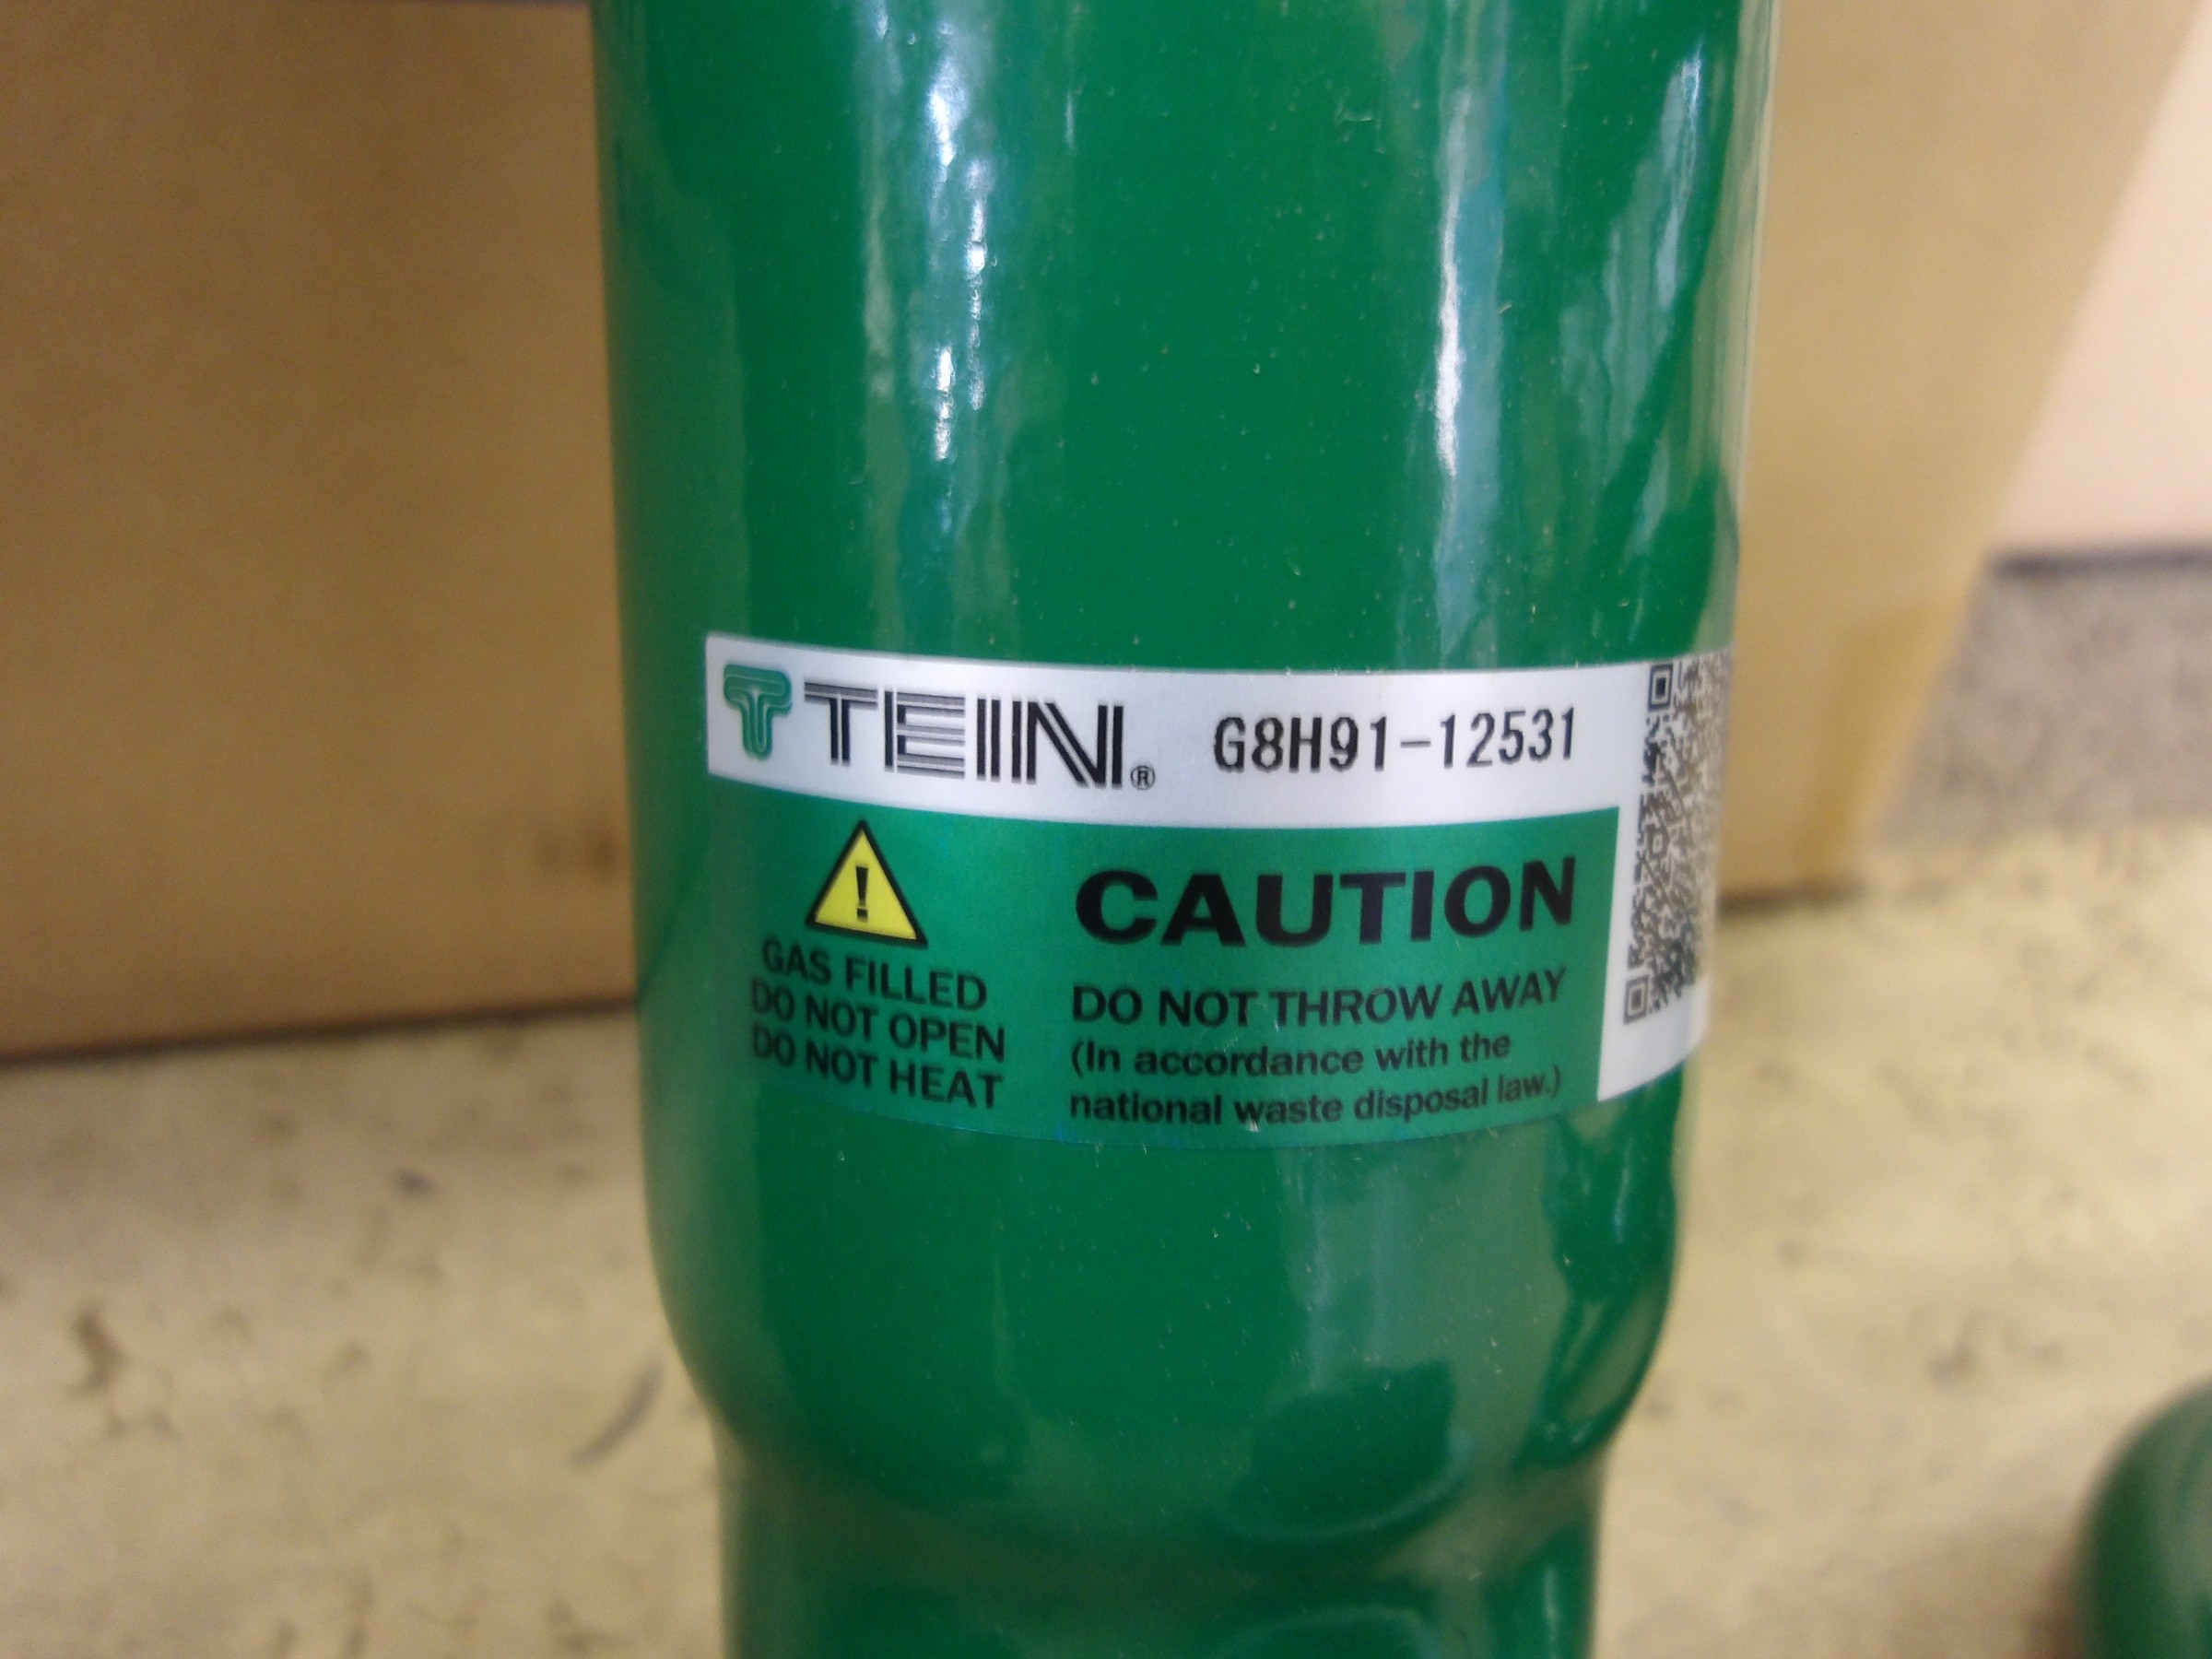 TEIN® G8H91-12531
CAUTION
GAS FILLED
DO NOT OPEN
DO NOT HEAT
DO NOT THROW AWAY
(In accordance with the
national waste disposal law.)